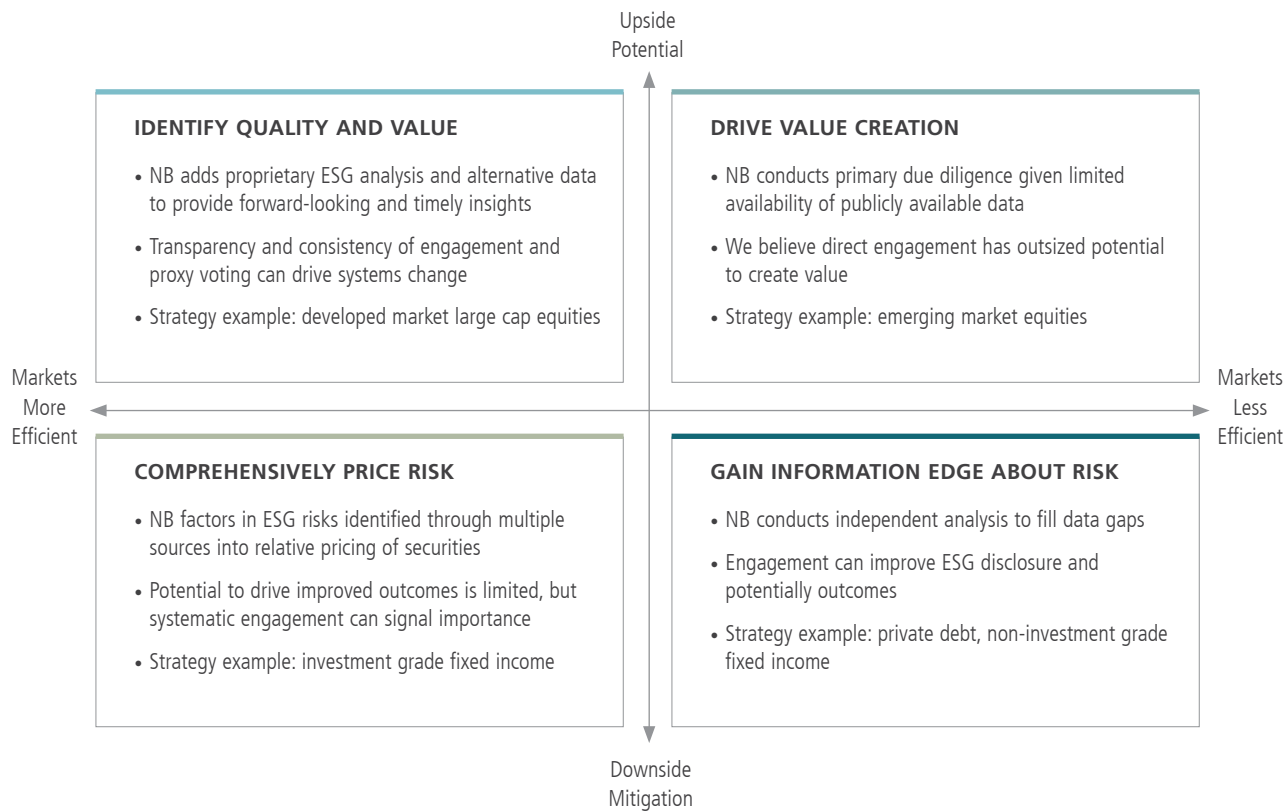 Upside
Potential
IDENTIFY QUALITY AND VALUE
• NB adds proprietary ESG analysis and alternative data
to provide forward-looking and timely insights
• Transparency and consistency of engagement and
proxy voting can drive systems change
• Strategy example: developed market large cap equities
DRIVE VALUE CREATION
• NB conducts primary due diligence given limited
availability of publicly available data
• We believe direct engagement has outsized potential
to create value
• Strategy example: emerging market equities
Markets
More
Efficient
Markets
Less
Efficient
COMPREHENSIVELY PRICE RISK
• NB factors in ESG risks identified through multiple
sources into relative pricing of securities
• Potential to drive improved outcomes is limited, but
systematic engagement can signal importance
• Strategy example: investment grade fixed income
GAIN INFORMATION EDGE ABOUT RISK
• NB conducts independent analysis to fill data gaps
• Engagement can improve ESG disclosure and
potentially outcomes
• Strategy example: private debt, non-investment grade
fixed income
Downside
Mitigation